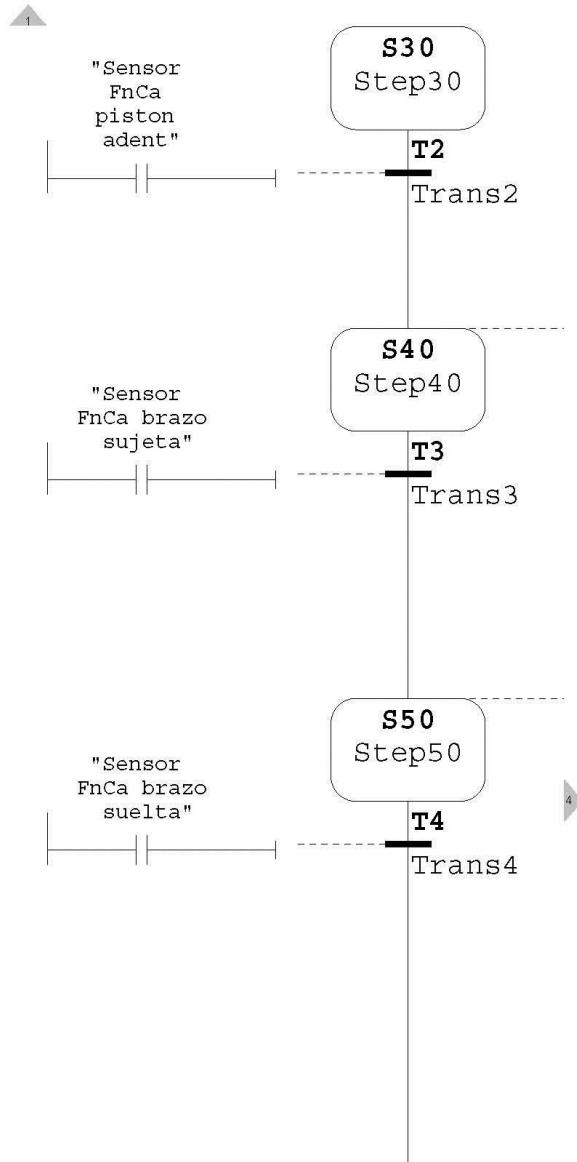 1
S30
Step30
"Sensor
FnCa
piston
adent"
T2
Trans2
S40
Step40
"Sensor
FnCa brazo
sujeta"
T3
Trans3
S50
Step50
"Sensor
FnCa brazo
suelta"
4
T4
Trans4